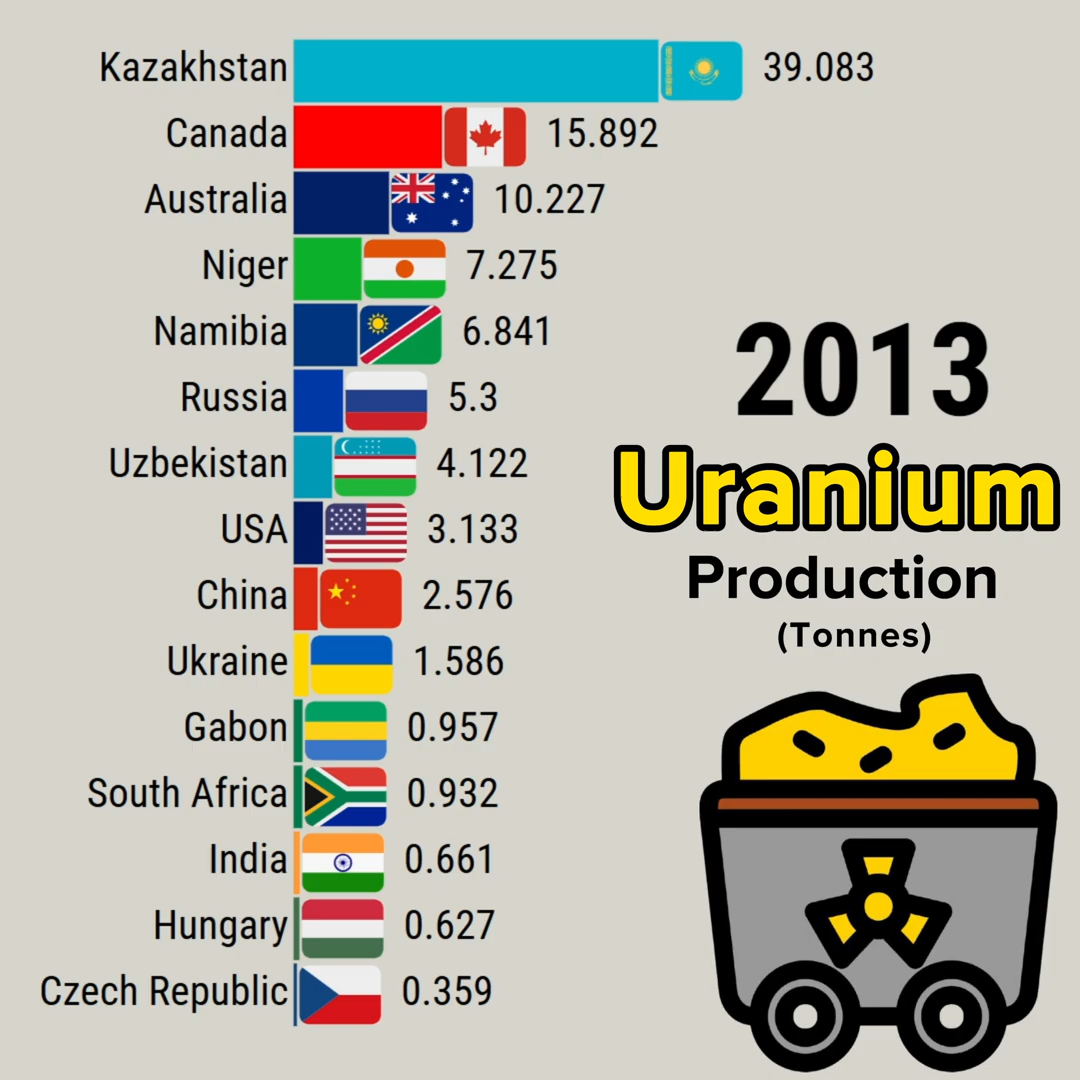 Kazakhstan 39.083
Canada 15.892
Australia 10.227
Niger 7.275
Namibia 6.841
Russia 5.3
Uzbekistan 4.122
USA 3.133
China 2.576
Ukraine 1.586
Gabon 0.957
South Africa 0.932
India 0.661
Hungary 0.627
Czech Republic 0.359
2013
Uranium
Production
(Tonnes)